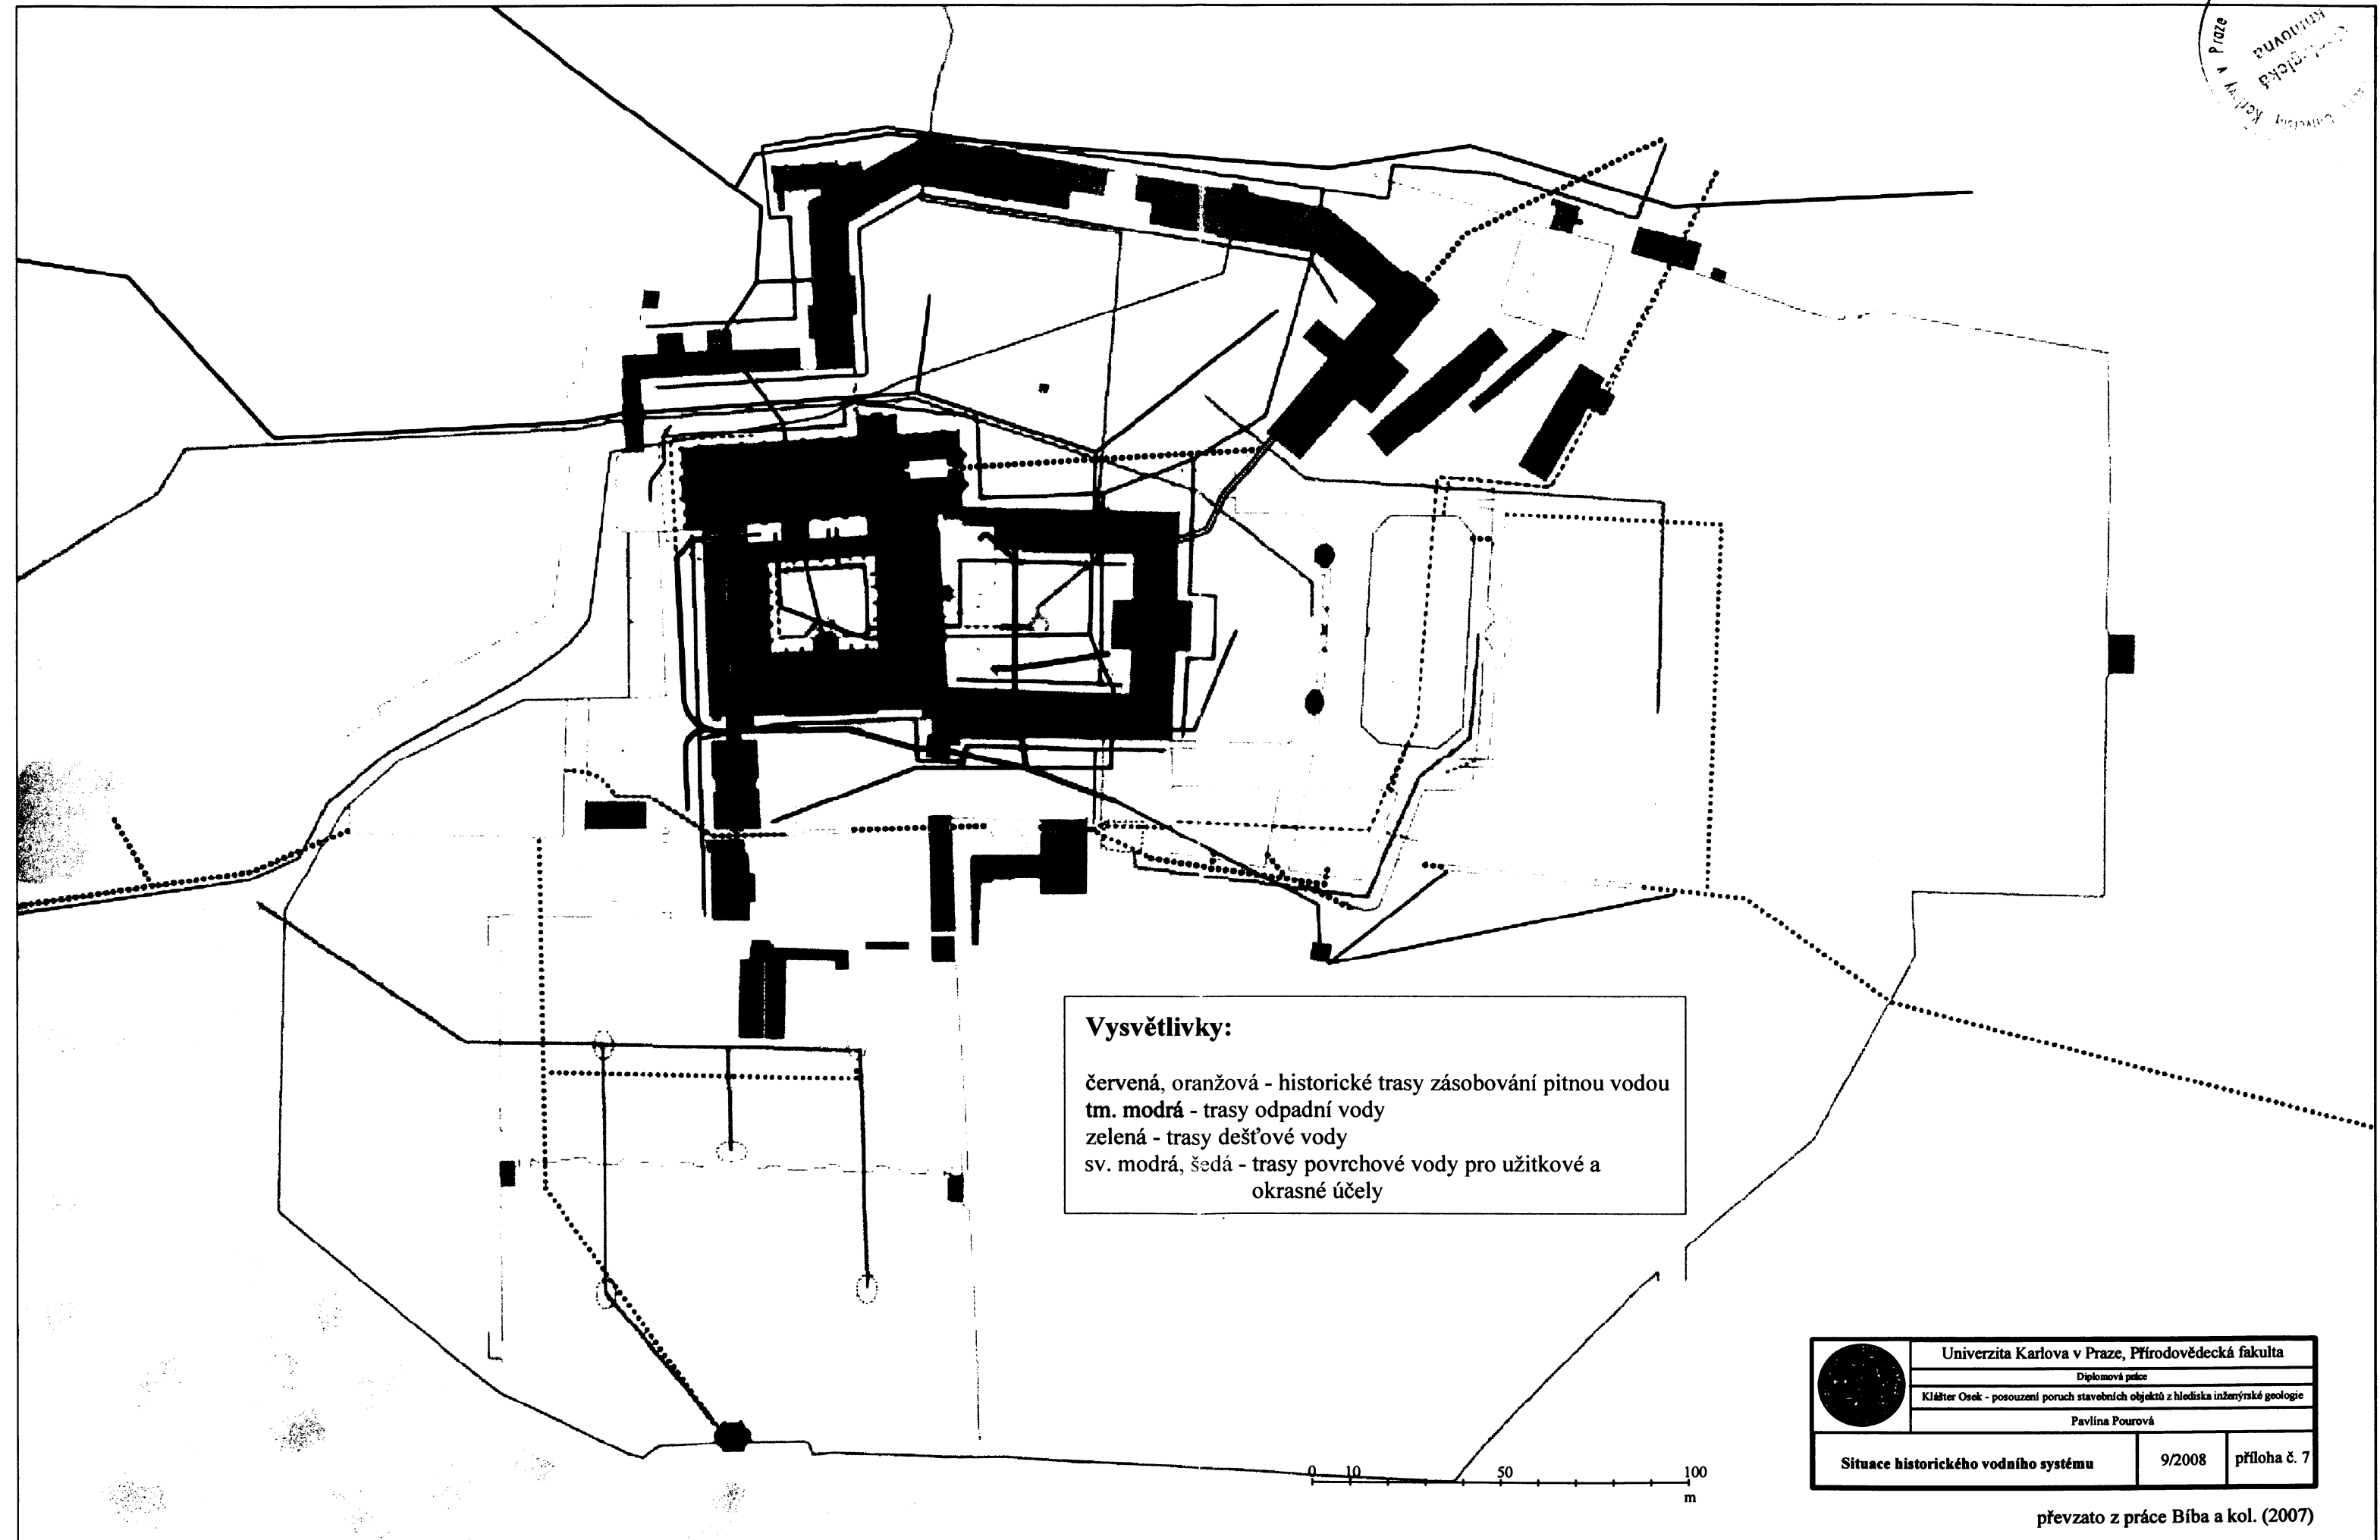 Praze
knihovna
Vysvětlivky:
červená, oranžová - historické trasy zásobování pitnou vodou
tm. modrá - trasy odpadní vody
zelená - trasy dešťové vody
sv. modrá, šedá - trasy povrchové vody pro užitkové a
okrasné účely
Univerzita Karlova v Praze, Přírodovědecká fakulta
Diplomová práce
Klášter Osek - posouzení poruch stavebních objektů z hlediska inženýrské geologie
Pavlína Pourová
Situace historického vodního systému
9/2008
příloha č. 7
0 10 50 100
m
převzato z práce Bíba a kol. (2007)